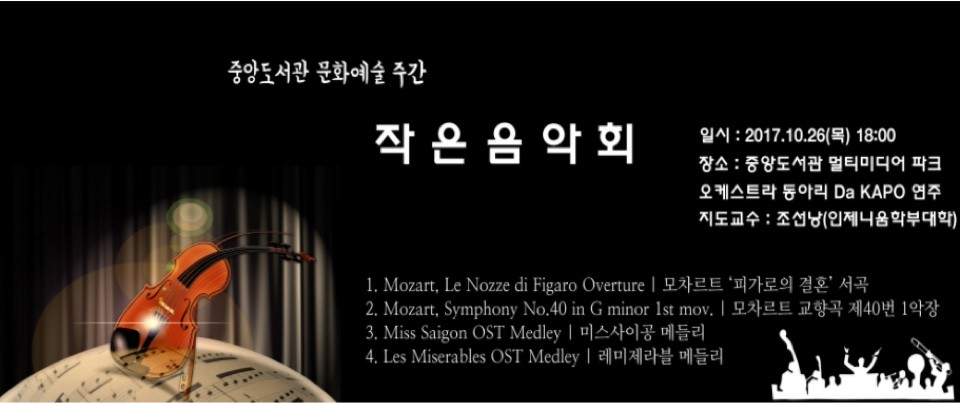 중앙도서관 문화예술 주간
작은음악회
일시 : 2017.10.26(목) 18:00
장소 : 중앙도서관 멀티미디어 파크
오케스트라 동아리 Da KAPO 연주
지도교수 : 조선낭(인제니움학부대학)
1. Mozart, Le Nozze di Figaro Overture | 모차르트 ‘피가로의 결혼’ 서곡
2. Mozart, Symphony No.40 in G minor 1st mov. | 모차르트 교향곡 제40번 1악장
3. Miss Saigon OST Medley | 미스사이공 메들리
4. Les Miserables OST Medley | 레미제라블 메들리